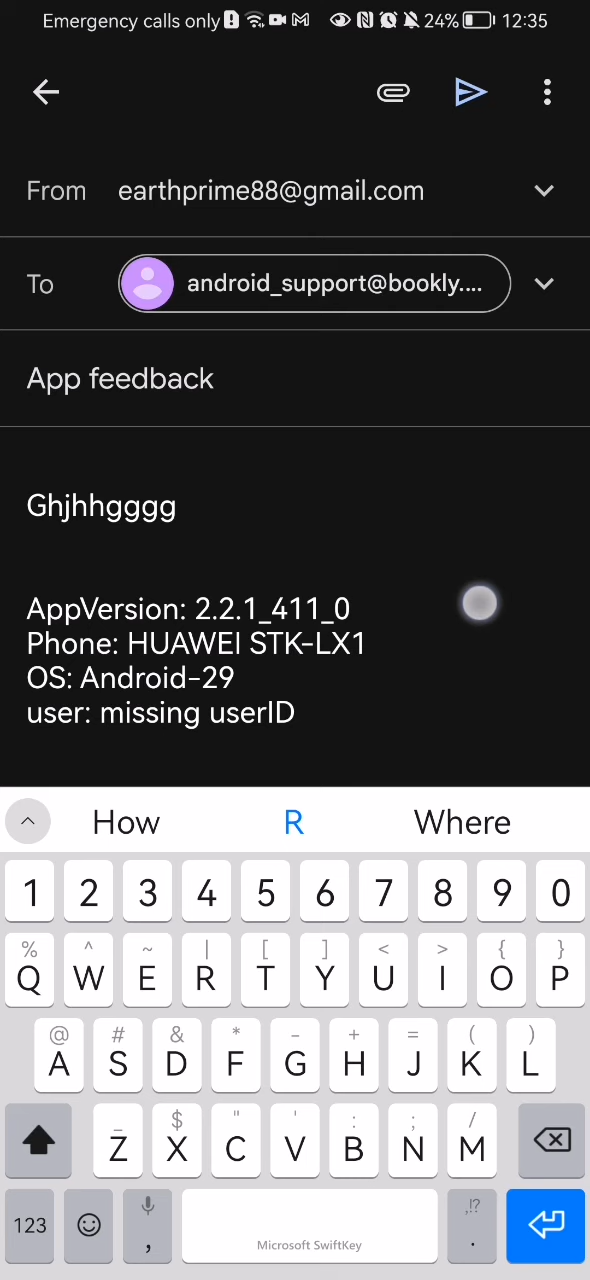 Emergency calls only 24% 12:35
From earthprime88@gmail.com
To android_support@bookly....
App feedback
Ghjhhgggg
AppVersion: 2.2.1_411_0
Phone: HUAWEI STK-LX1
OS: Android-29
user: missing userID
How R Where
1 2 3 4 5 6 7 8 9 0
% ^ ~ | [ ] < > { }
Q W E R T Y U I O P
@ # & * - + = ( )
A S D F G H J K L
_ $ " ' : ; /
Z X C V B N M
123 , Microsoft SwiftKey ,!? .